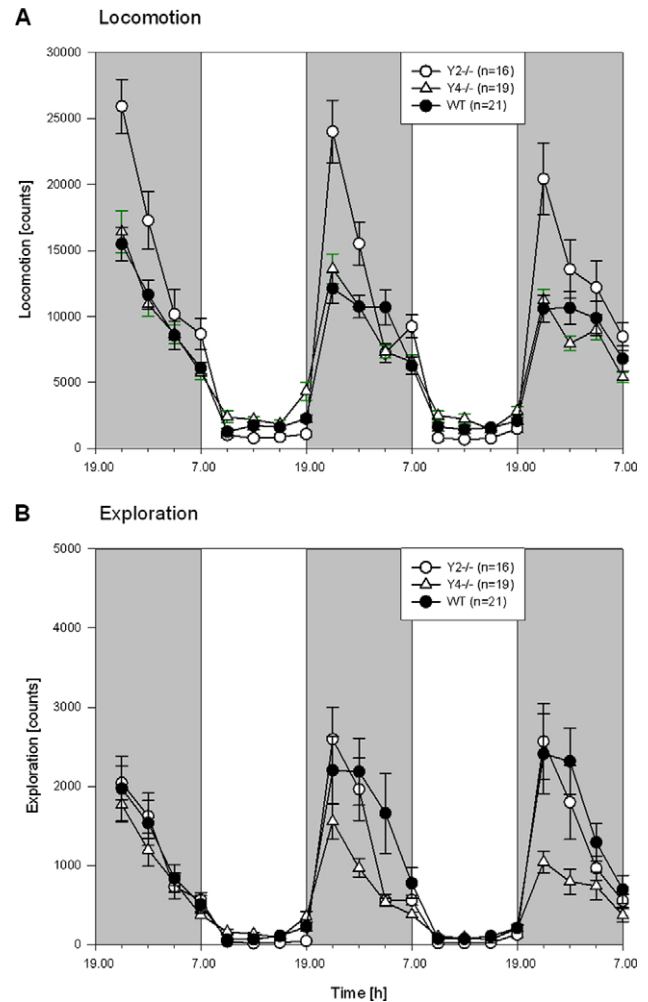 A Locomotion
30000
25000
20000
15000
10000
5000
0
Locomotion [counts]
Y2-/- (n=16)
Y4-/- (n=19)
WT (n=21)
19.00 7.00 19.00 7.00 19.00 7.00
B Exploration
5000
4000
3000
2000
1000
0
Exploration [counts]
Y2-/- (n=16)
Y4-/- (n=19)
WT (n=21)
19.00 7.00 19.00 7.00 19.00 7.00
Time [h]